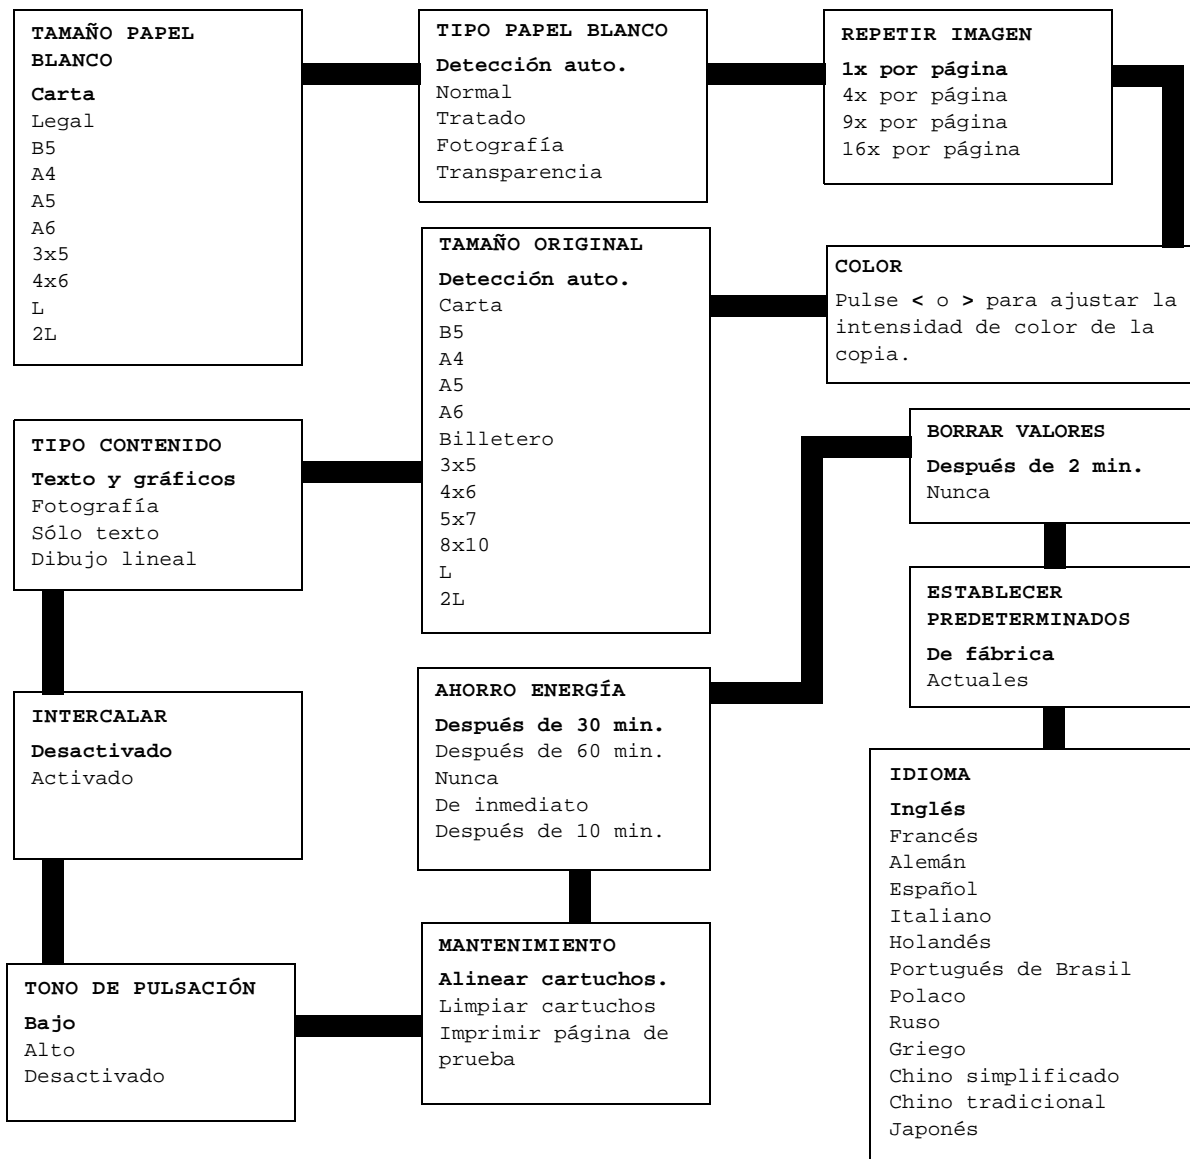 TAMAÑO PAPEL
BLANCO
Carta
Legal
B5
A4
A5
A6
3x5
4x6
L
2L
TIPO PAPEL BLANCO
Detección auto.
Normal
Tratado
Fotografía
Transparencia
REPETIR IMAGEN
1x por página
4x por página
9x por página
16x por página
COLOR
Pulse < o > para ajustar la
intensidad de color de la
copia.
TAMAÑO ORIGINAL
Detección auto.
Carta
B5
A4
A5
A6
Billetero
3x5
4x6
5x7
8x10
L
2L
TIPO CONTENIDO
Texto y gráficos
Fotografía
Sólo texto
Dibujo lineal
INTERCALAR
Desactivado
Activado
TONO DE PULSACIÓN
Bajo
Alto
Desactivado
MANTENIMIENTO
Alinear cartuchos.
Limpiar cartuchos
Imprimir página de
prueba
AHORRO ENERGÍA
Después de 30 min.
Después de 60 min.
Nunca
De inmediato
Después de 10 min.
BORRAR VALORES
Después de 2 min.
Nunca
ESTABLECER
PREDETERMINADOS
De fábrica
Actuales
IDIOMA
Inglés
Francés
Alemán
Español
Italiano
Holandés
Portugués de Brasil
Polaco
Ruso
Griego
Chino simplificado
Chino tradicional
Japonés